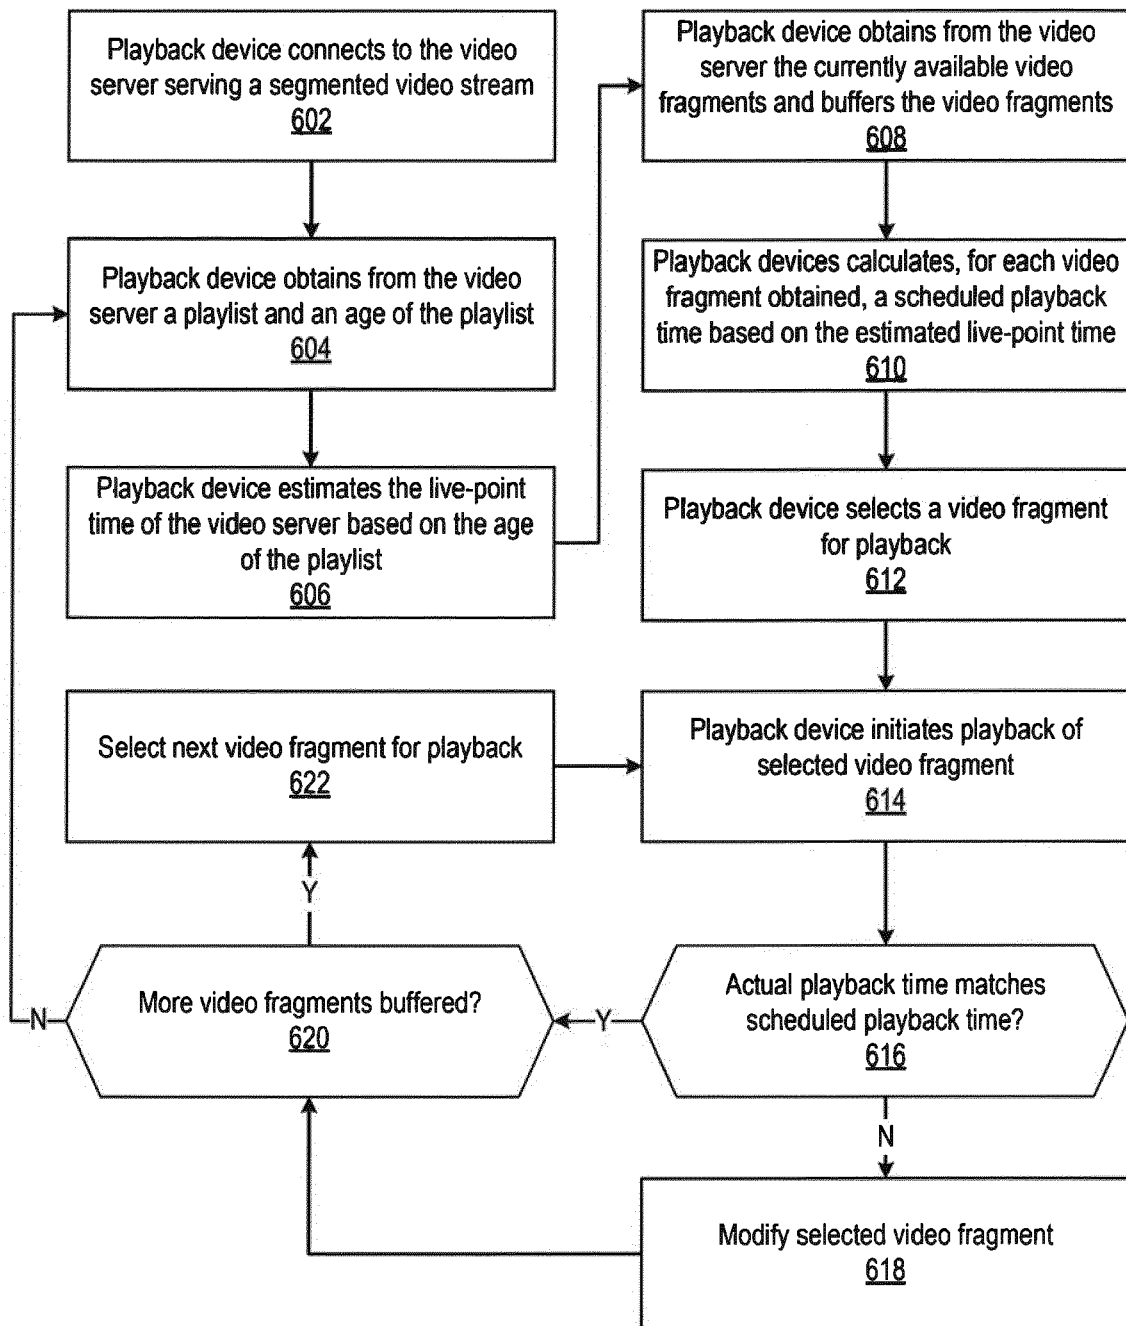 Playback device connects to the video
server serving a segmented video stream
602
Playback device obtains from the video
server a playlist and an age of the playlist
604
Playback device estimates the live-point
time of the video server based on the age
of the playlist
606
Playback device obtains from the video
server the currently available video
fragments and buffers the video fragments
608
Playback devices calculates, for each video
fragment obtained, a scheduled playback
time based on the estimated live-point time
610
Playback device selects a video fragment
for playback
612
Playback device initiates playback of
selected video fragment
614
Actual playback time matches
scheduled playback time?
616
Y
N
Modify selected video fragment
618
More video fragments buffered?
620
Y
N
Select next video fragment for playback
622